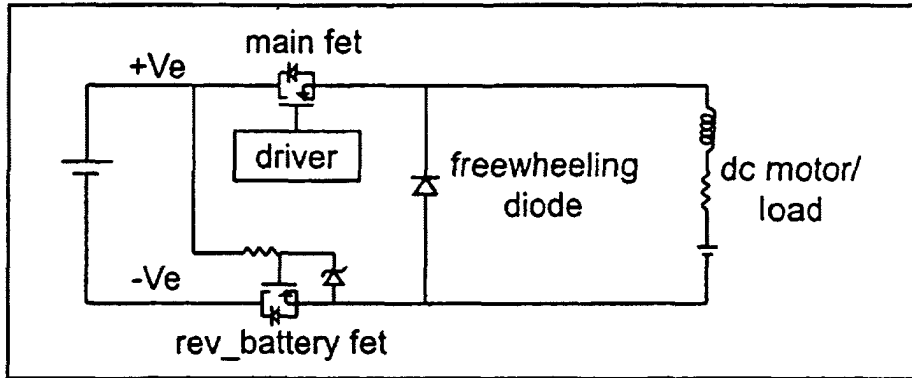 main fet
+Ve
driver
freewheeling
diode
dc motor/
load
-Ve
rev_battery fet